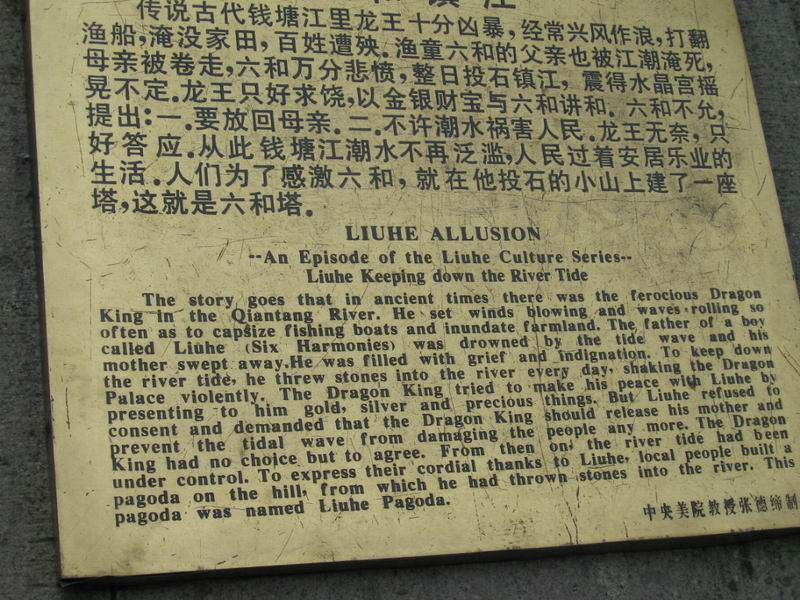 镇江
传说古代钱塘江里龙王十分凶暴，经常兴风作浪，打翻
渔船，淹没家田，百姓遭殃．渔童六和的父亲也被江潮淹死，
母亲被卷走，六和万分悲愤，整日投石镇江，震得水晶宫摇
晃不定．龙王只好求饶，以金银财宝与六和讲和．六和不允，
提出：一．要放回母亲．二．不许潮水祸害人民．龙王无奈，只
好答应．从此钱塘江潮水不再泛滥，人民过着安居乐业的
生活．人们为了感激六和，就在他投石的小山上建了一座
塔，这就是六和塔．
LIUHE ALLUSION
--An Episode of the Liuhe Culture Series--
Liuhe Keeping down the River Tide
The story goes that in ancient times there was the ferocious Dragon
King in the Qiantang River. He set winds blowing and waves rolling so
often as to capsize fishing boats and inundate farmland. The father of a boy
called Liuhe (Six Harmonies) was drowned by the tide wave and his
mother swept away.He was filled with grief and indignation. To keep down
the river tide, he threw stones into the river every day, shaking the Dragon
Palace violently. The Dragon King tried to make his peace with Liuhe by
presenting to him gold, silver and precious things. But Liuhe refused to
consent and demanded that the Dragon King should release his mother and
prevent the tidal wave from damaging the people any more. The Dragon
King had no choice but to agree. From then on, the river tide had been
under control. To express their cordial thanks to Liuhe, local people built a
pagoda on the hill, from which he had thrown stones into the river. This
pagoda was named Liuhe Pagoda.
中央美院教授张德缔制